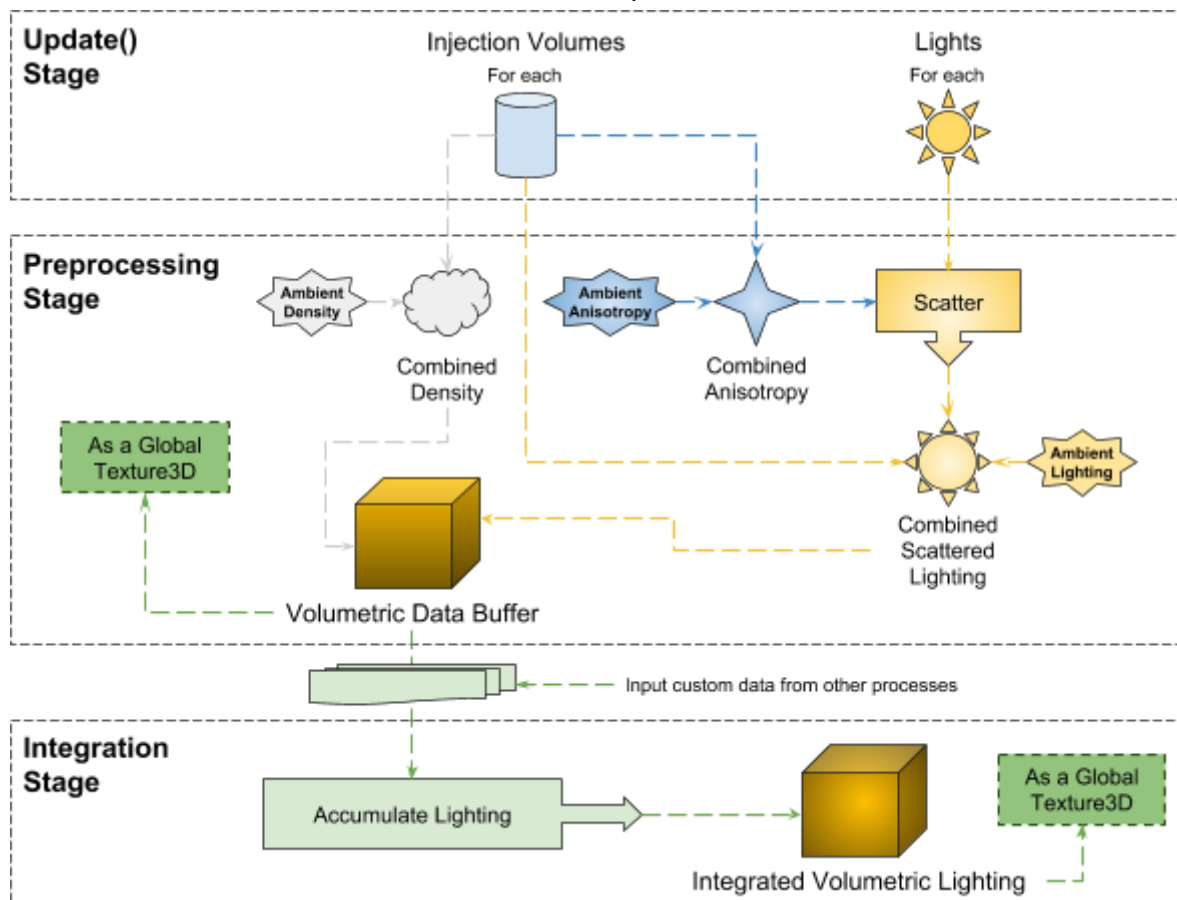 Update()
Stage
Injection Volumes
For each
Lights
For each
Preprocessing
Stage
Ambient
Density
Combined
Density
Ambient
Anisotropy
Combined
Anisotropy
Scatter
As a Global
Texture3D
Ambient
Lighting
Combined
Scattered
Lighting
Volumetric Data Buffer
Input custom data from other processes
Integration
Stage
Accumulate Lighting
As a Global
Texture3D
Integrated Volumetric Lighting